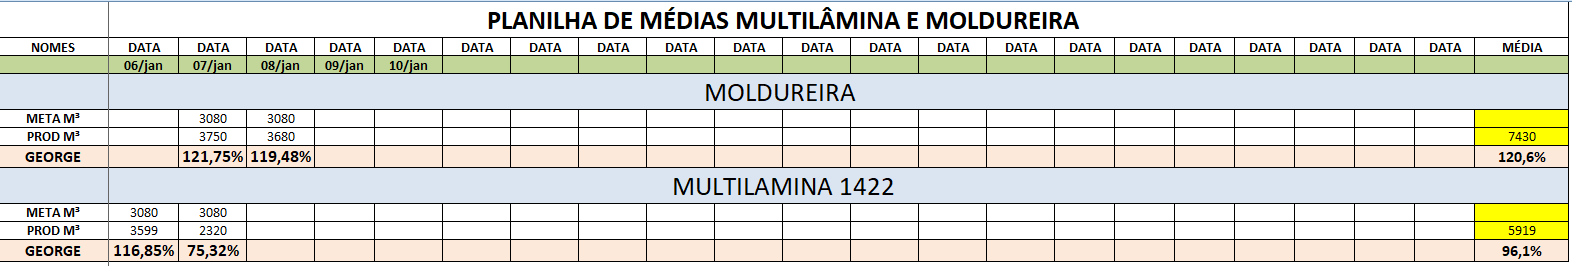 PLANILHA DE MÉDIAS MULTILÂMINA E MOLDUREIRA
NOMES DATA DATA DATA DATA DATA DATA DATA DATA DATA DATA DATA DATA DATA DATA DATA DATA DATA DATA DATA DATA DATA MÉDIA
06/jan 07/jan 08/jan 09/jan 10/jan
MOLDUREIRA
META M³ 3080 3080
PROD M³ 3750 3680 7430
GEORGE 121,75% 119,48% 120,6%
MULTILAMINA 1422
META M³ 3080 3080
PROD M³ 3599 2320 5919
GEORGE 116,85% 75,32% 96,1%